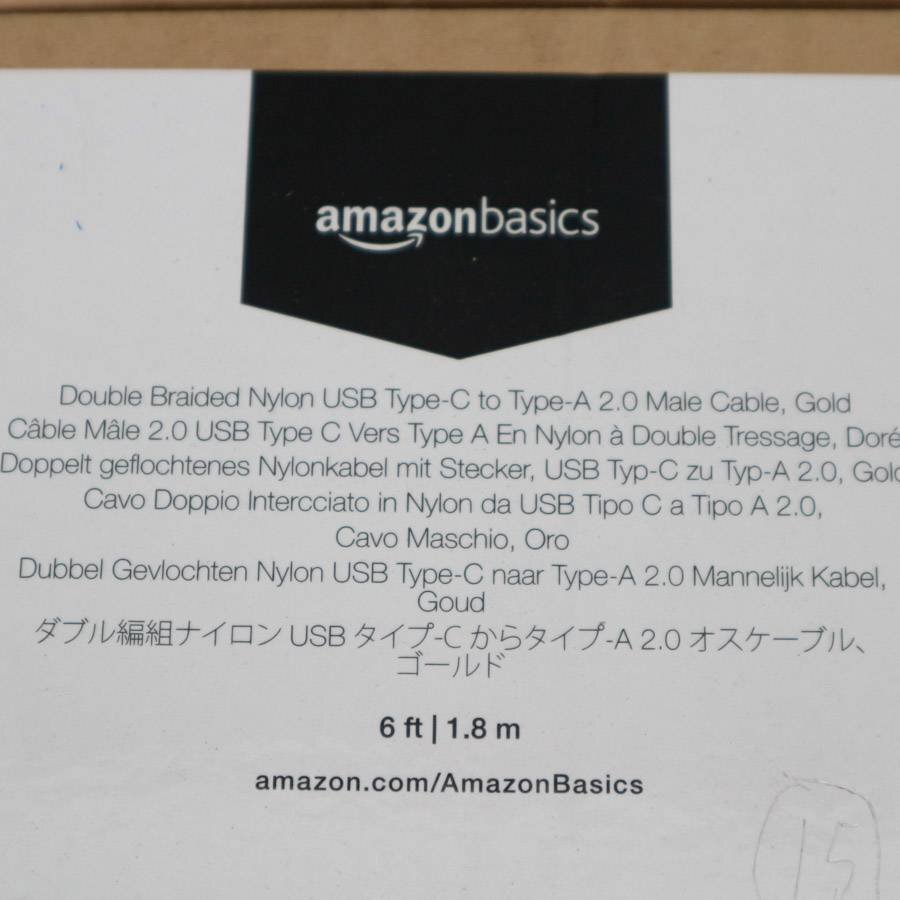 amazonbasics
Double Braided Nylon USB Type-C to Type-A 2.0 Male Cable, Gold
Câble Mâle 2.0 USB Type C Vers Type A En Nylon à Double Tressage, Doré
Doppelt geflochtenes Nylonkabel mit Stecker, USB Typ-C zu Typ-A 2.0, Gold
Cavo Doppio Intercciato in Nylon da USB Tipo C a Tipo A 2.0,
Cavo Maschio, Oro
Dubbel Gevlochten Nylon USB Type-C naar Type-A 2.0 Mannelijk Kabel,
Goud
ダブル編組ナイロン USB タイプ-C からタイプ-A 2.0 オスケーブル、
ゴールド
6 ft | 1.8 m
amazon.com/AmazonBasics
15